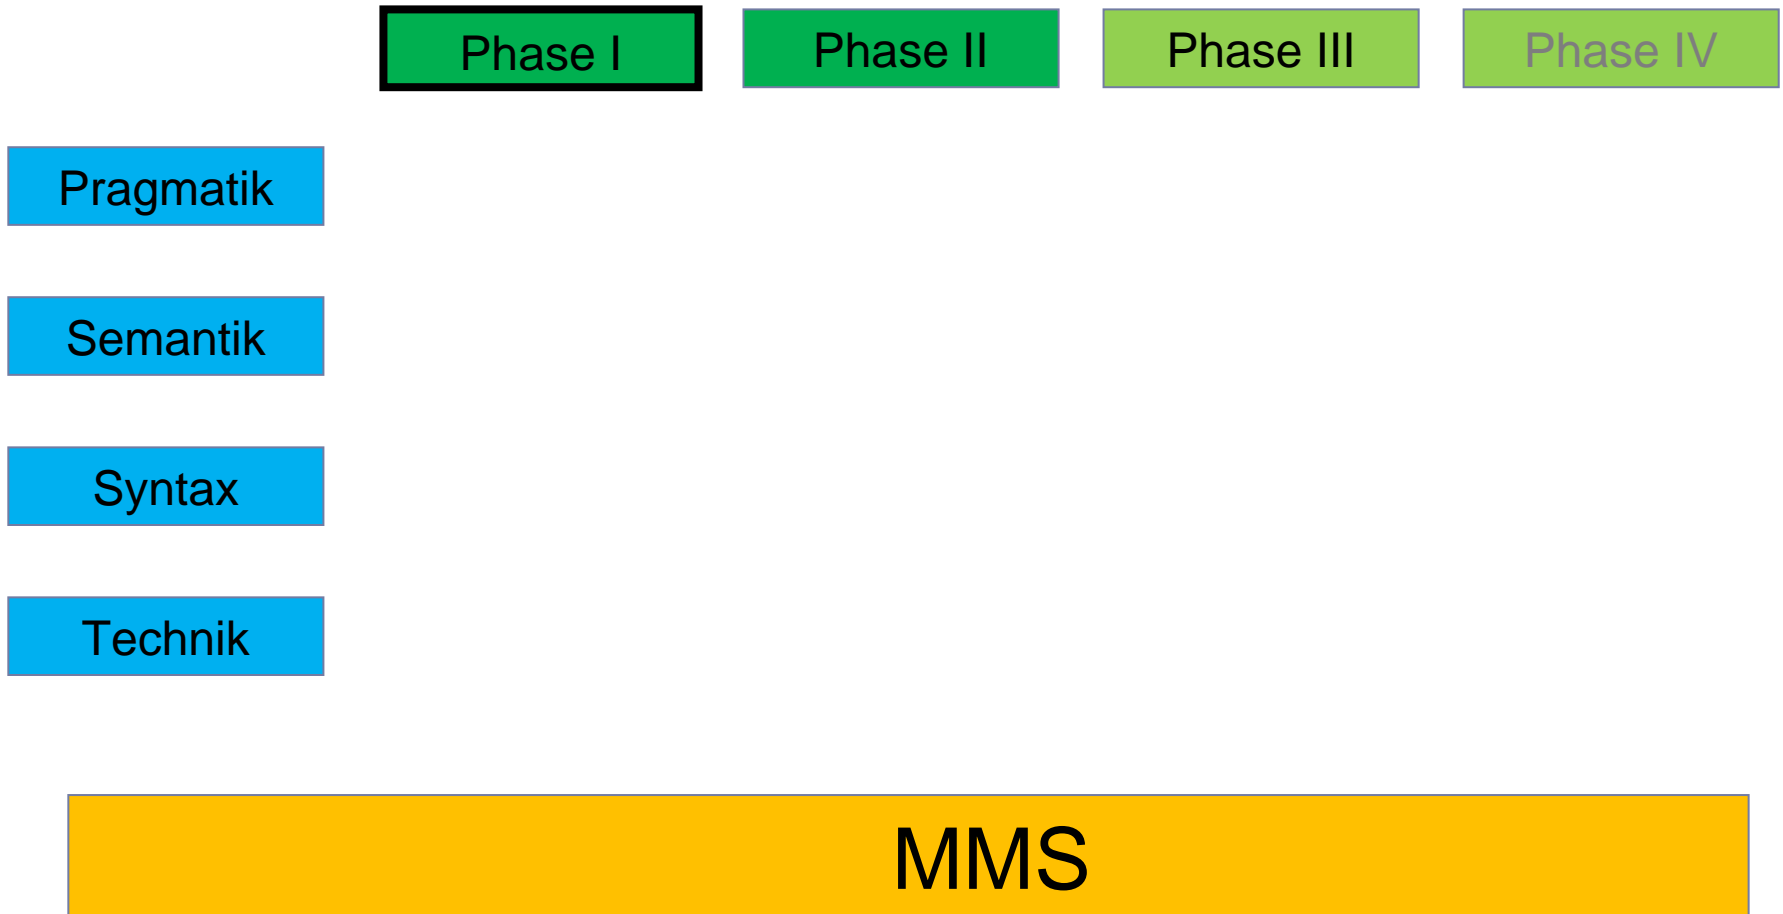 Phase I
Phase II
Phase III
Phase IV
Pragmatik
Semantik
Syntax
Technik
MMS